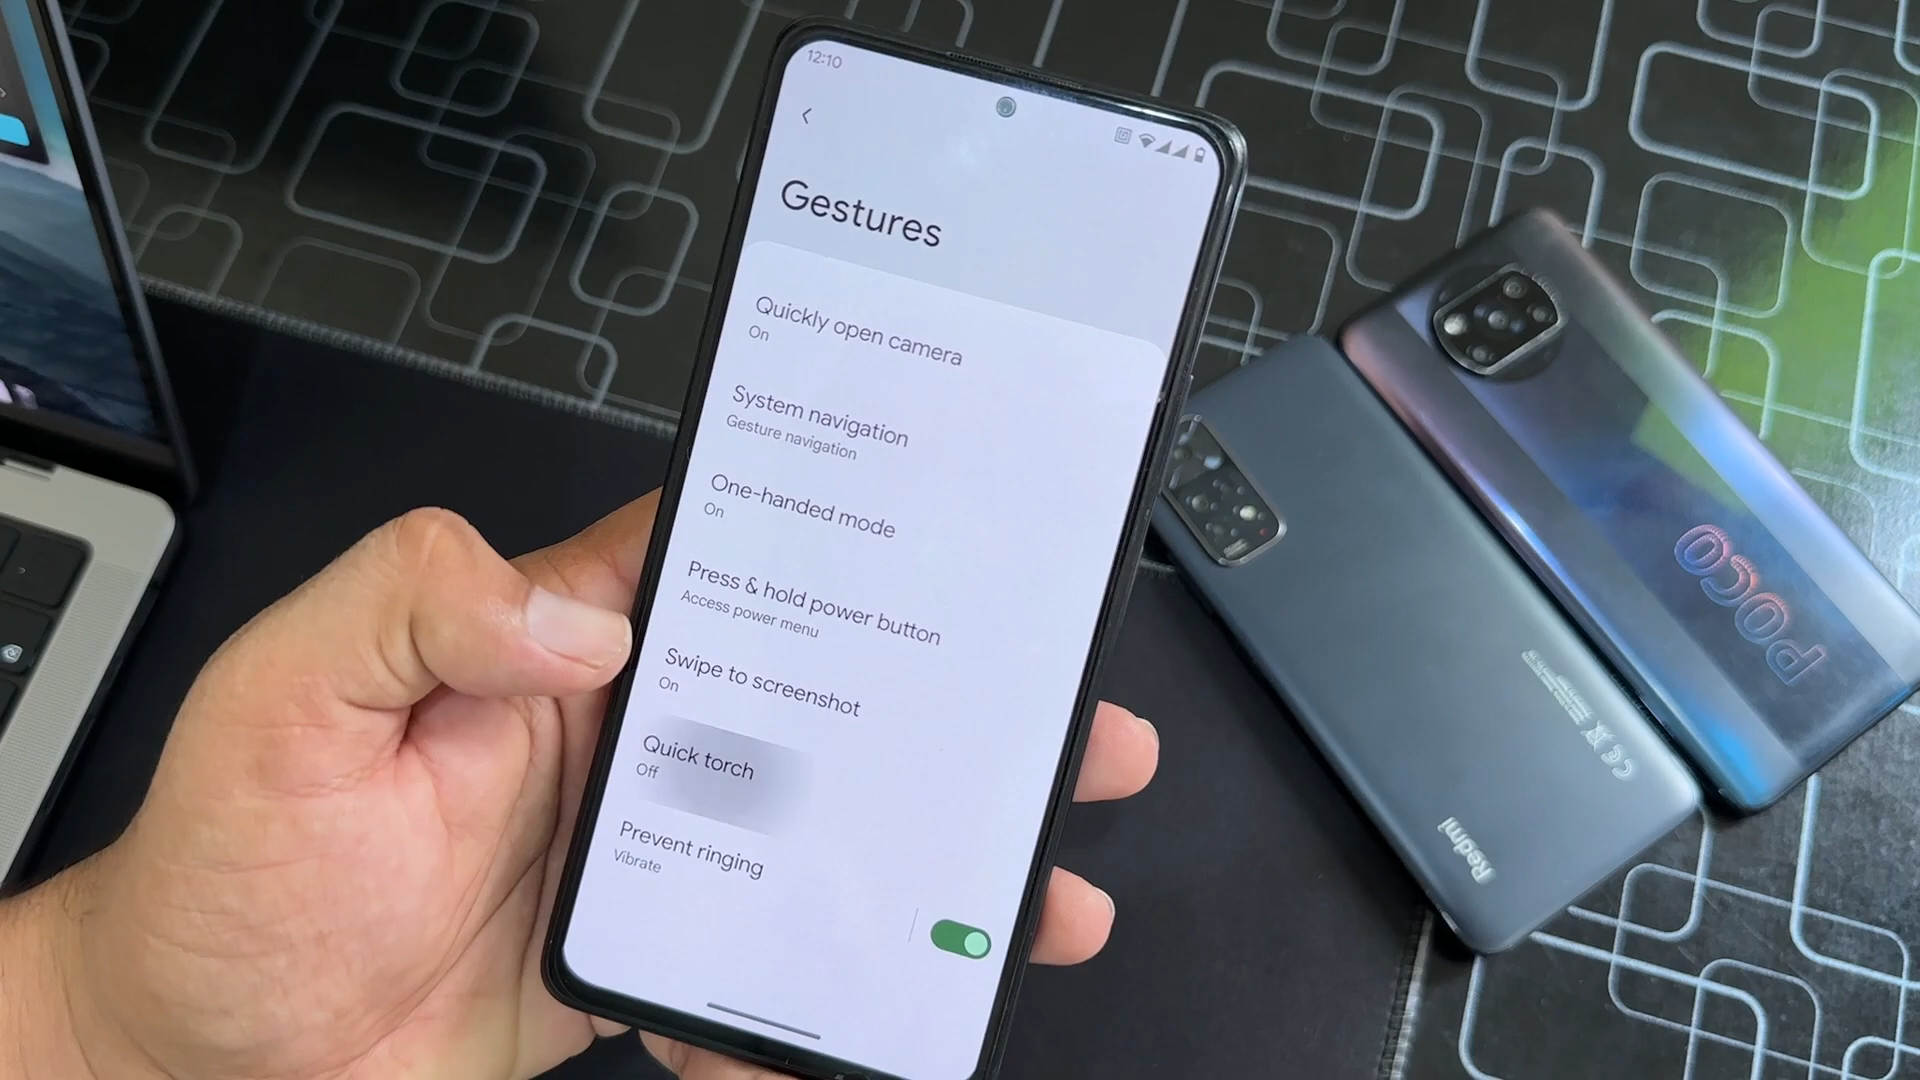 12:10
Gestures
Quickly open camera
On
System navigation
Gesture navigation
One-handed mode
On
Press & hold power button
Access power menu
Swipe to screenshot
On
Quick torch
Off
Prevent ringing
Vibrate
POCO
Redmi
CE